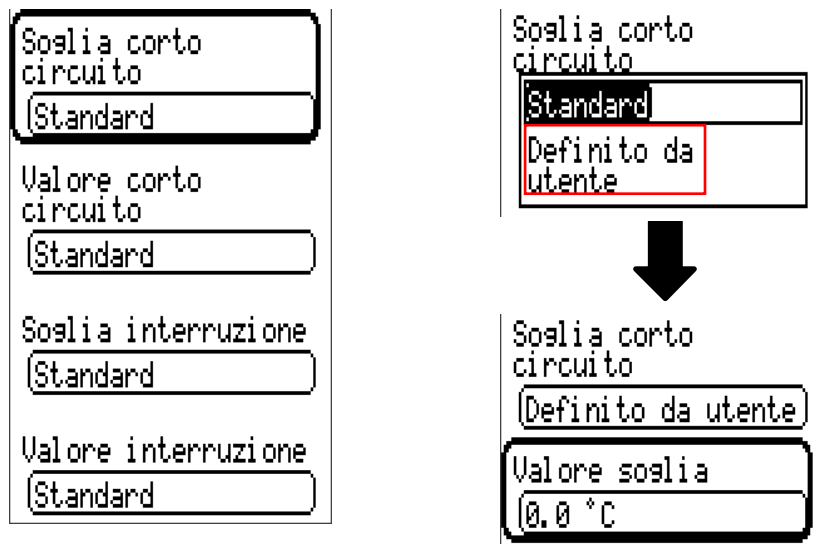 Soglia corto
circuito
Standard
Valore corto
circuito
Standard
Soglia interruzione
Standard
Valore interruzione
Standard
Soglia corto
circuito
Standard
Definito da
utente
Soglia corto
circuito
Definito da utente
Valore soglia
0.0 °C